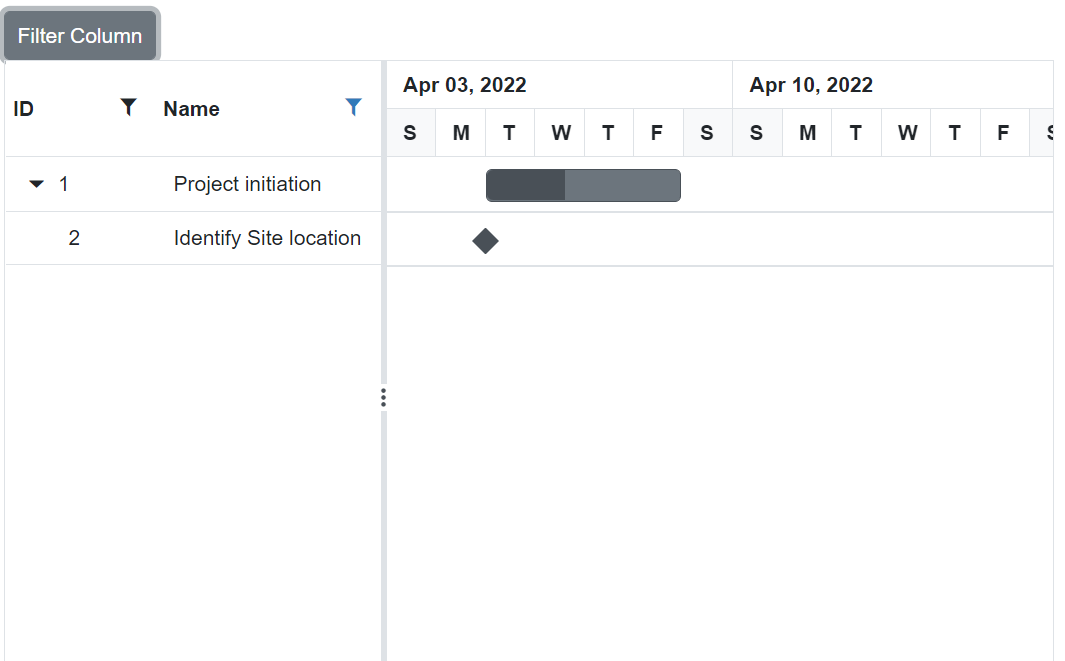 Filter Column
ID Name Apr 03, 2022 Apr 10, 2022
S M T W T F S S M T W T F S
1 Project initiation
2 Identify Site location